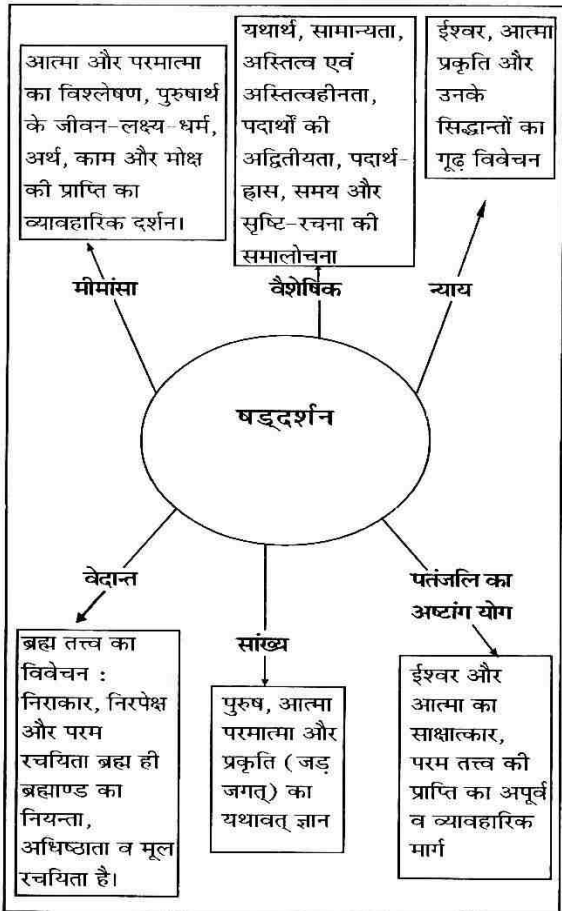 आत्मा और परमात्मा
का विश्लेषण, पुरुषार्थ
के जीवन-लक्ष्य-धर्म,
अर्थ, काम और मोक्ष
की प्राप्ति का
व्यावहारिक दर्शन।
यथार्थ, सामान्यता,
अस्तित्व एवं
अस्तित्वहीनता,
पदार्थों की
अद्वितीयता, पदार्थ-
ह्रास, समय और
सृष्टि-रचना की
समालोचना
ईश्वर, आत्मा
प्रकृति और
उनके
सिद्धान्तों का
गूढ़ विवेचन
मीमांसा
वैशेषिक
न्याय
षड्दर्शन
वेदान्त
सांख्य
पतंजलि का
अष्टांग योग
ब्रह्म तत्त्व का
विवेचन :
निराकार, निरपेक्ष
और परम
रचयिता ब्रह्म ही
ब्रह्माण्ड का
नियन्ता,
अधिष्ठाता व मूल
रचयिता है।
पुरुष, आत्मा
परमात्मा और
प्रकृति (जड़
जगत्) का
यथावत् ज्ञान
ईश्वर और
आत्मा का
साक्षात्कार,
परम तत्त्व की
प्राप्ति का अपूर्व
व व्यावहारिक
मार्ग